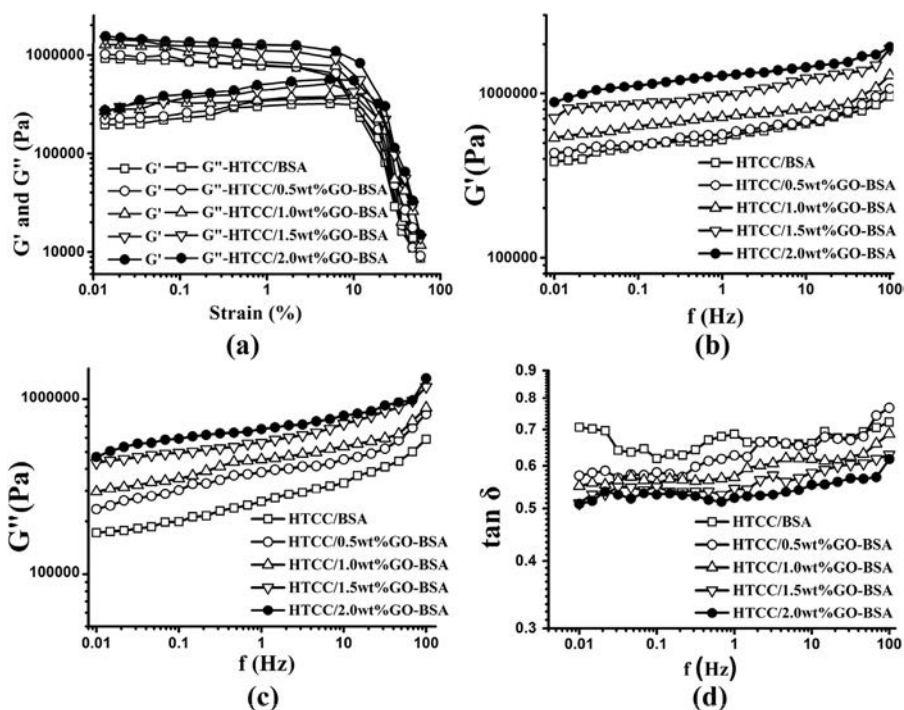 1000000
100000
10000
G' and G'' (Pa)
G' G''-HTCC/BSA
G' G''-HTCC/0.5wt%GO-BSA
G' G''-HTCC/1.0wt%GO-BSA
G' G''-HTCC/1.5wt%GO-BSA
G' G''-HTCC/2.0wt%GO-BSA
0.01 0.1 1 10 100
Strain (%)
(a)
1000000
100000
G'(Pa)
HTCC/BSA
HTCC/0.5wt%GO-BSA
HTCC/1.0wt%GO-BSA
HTCC/1.5wt%GO-BSA
HTCC/2.0wt%GO-BSA
0.01 0.1 1 10 100
f (Hz)
(b)
1000000
100000
G''(Pa)
HTCC/BSA
HTCC/0.5wt%GO-BSA
HTCC/1.0wt%GO-BSA
HTCC/1.5wt%GO-BSA
HTCC/2.0wt%GO-BSA
0.01 0.1 1 10 100
f (Hz)
(c)
0.9
0.8
0.7
0.6
0.5
0.4
0.3
tan δ
HTCC/BSA
HTCC/0.5wt%GO-BSA
HTCC/1.0wt%GO-BSA
HTCC/1.5wt%GO-BSA
HTCC/2.0wt%GO-BSA
0.01 0.1 1 10 100
f (Hz)
(d)